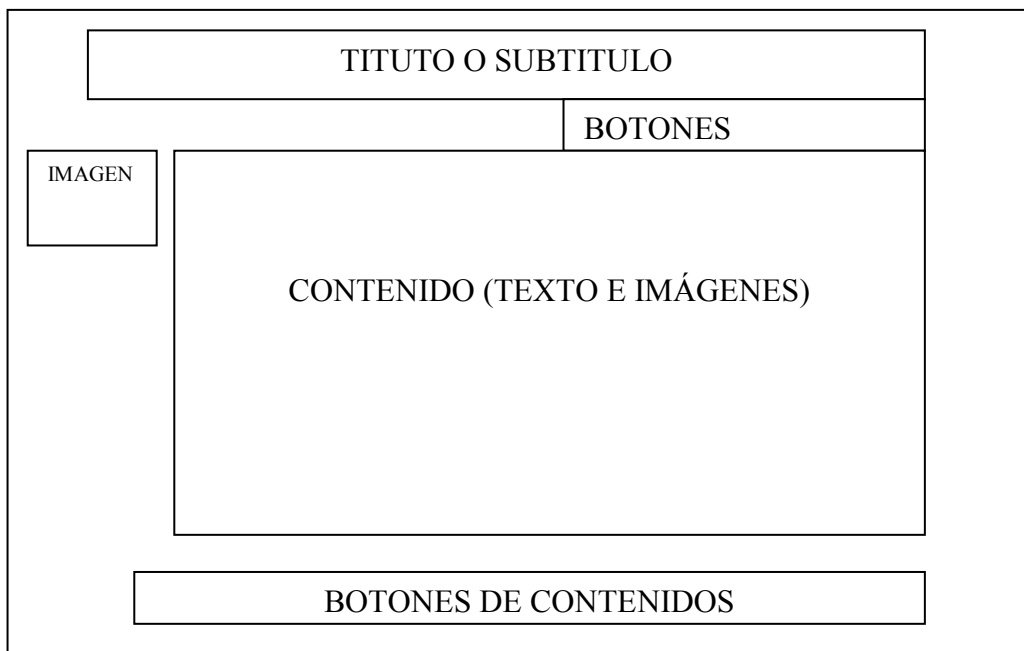 TITUTO O SUBTITULO
BOTONES
IMAGEN
CONTENIDO (TEXTO E IMÁGENES)
BOTONES DE CONTENIDOS